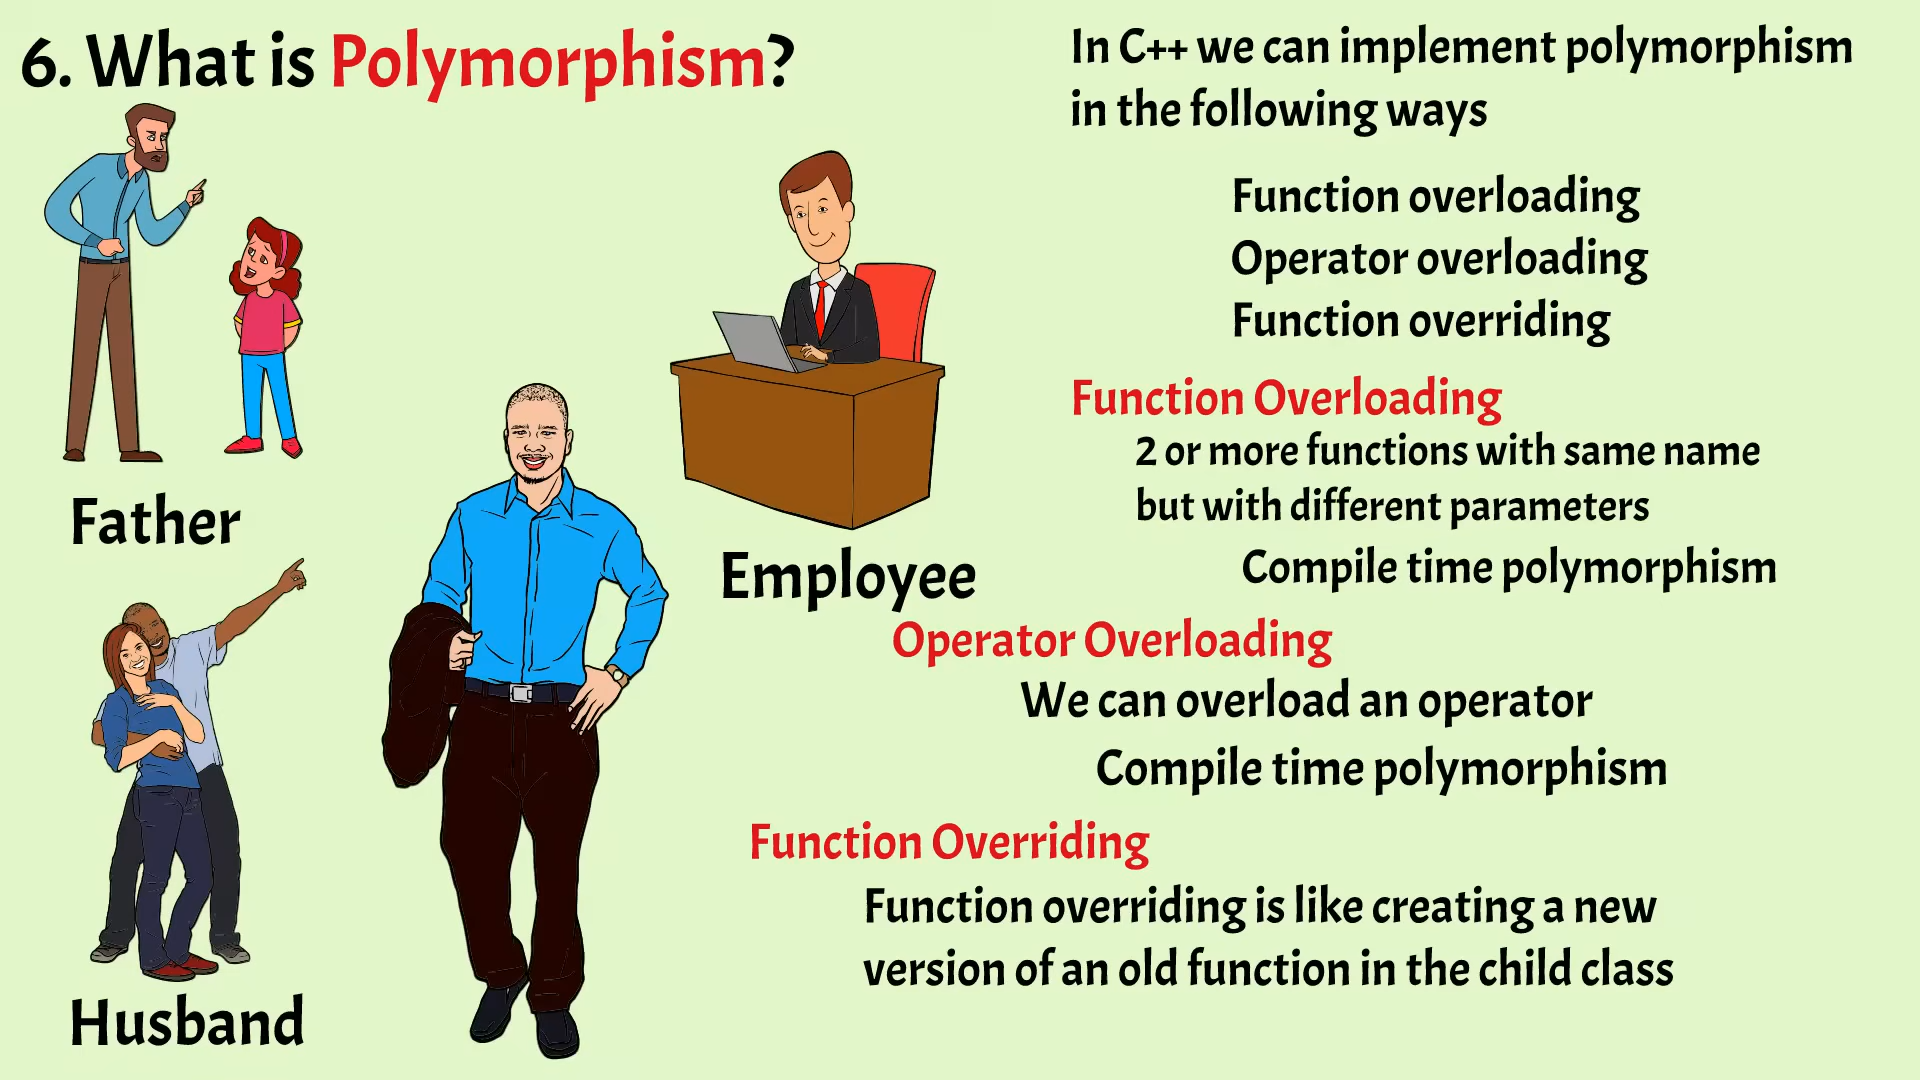 6. What is Polymorphism?
Father
Husband
Employee
In C++ we can implement polymorphism
in the following ways
Function overloading
Operator overloading
Function overriding
Function Overloading
2 or more functions with same name
but with different parameters
Compile time polymorphism
Operator Overloading
We can overload an operator
Compile time polymorphism
Function Overriding
Function overriding is like creating a new
version of an old function in the child class